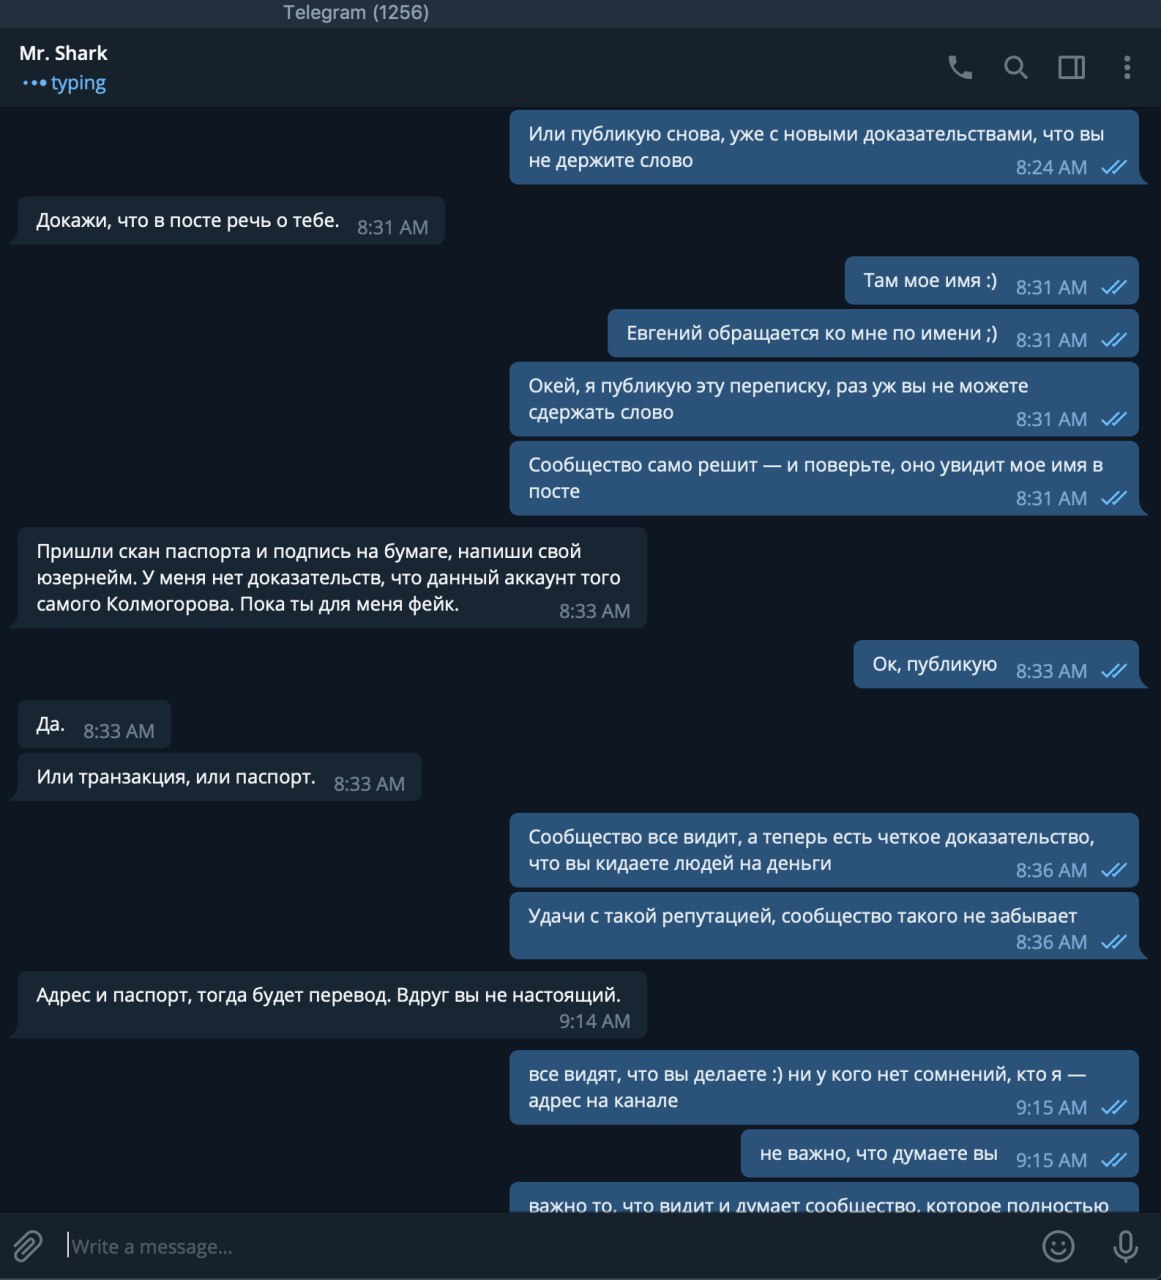 Telegram (1256)
Mr. Shark
typing
Или публикую снова, уже с новыми доказательствами, что вы
не держите слово
8:24 AM
Докажи, что в посте речь о тебе.
8:31 AM
Там мое имя :)
8:31 AM
Евгений обращается ко мне по имени ;)
8:31 AM
Окей, я публикую эту переписку, раз уж вы не можете
сдержать слово
8:31 AM
Сообщество само решит — и поверьте, оно увидит мое имя в
посте
8:31 AM
Пришли скан паспорта и подпись на бумаге, напиши свой
юзернейм. У меня нет доказательств, что данный аккаунт того
самого Колмогорова. Пока ты для меня фейк.
8:33 AM
Ок, публикую
8:33 AM
Да.
8:33 AM
Или транзакция, или паспорт.
8:33 AM
Сообщество все видит, а теперь есть четкое доказательство,
что вы кидаете людей на деньги
8:36 AM
Удачи с такой репутацией, сообщество такого не забывает
8:36 AM
Адрес и паспорт, тогда будет перевод. Вдруг вы не настоящий.
9:14 AM
все видят, что вы делаете :) ни у кого нет сомнений, кто я —
адрес на канале
9:15 AM
не важно, что думаете вы
9:15 AM
важно то, что видит и думает сообщество, которое полностью
Write a message...